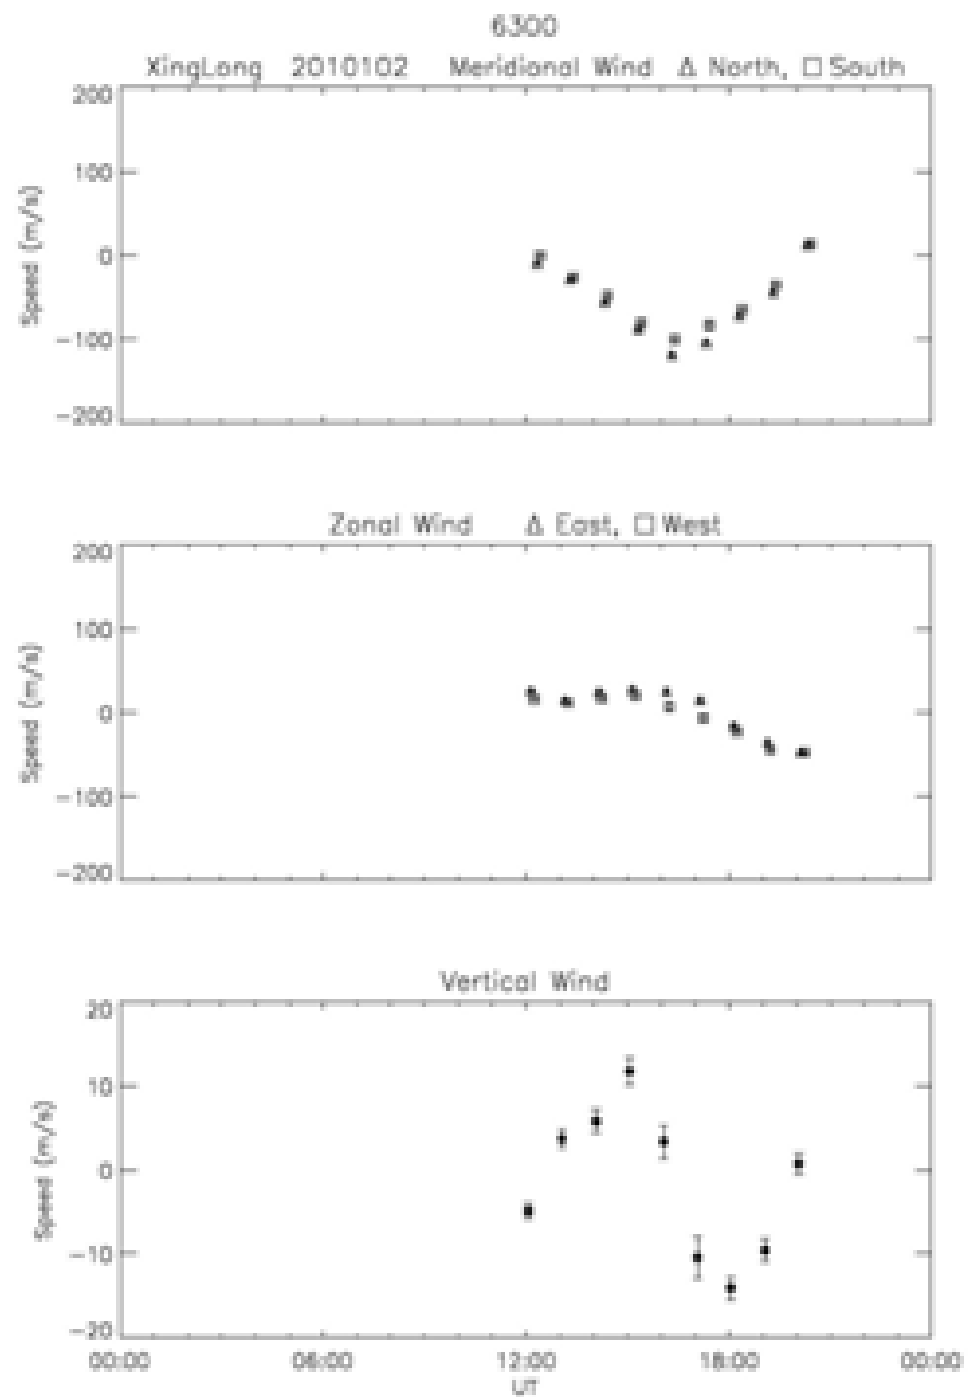 6300
XingLong 2010102 Meridional Wind Δ North, □ South
200
100
0
-100
-200
Speed (m/s)
Zonal Wind Δ East, □ West
200
100
0
-100
-200
Speed (m/s)
Vertical Wind
20
10
0
-10
-20
Speed (m/s)
00:00 06:00 12:00 18:00 00:00
UT